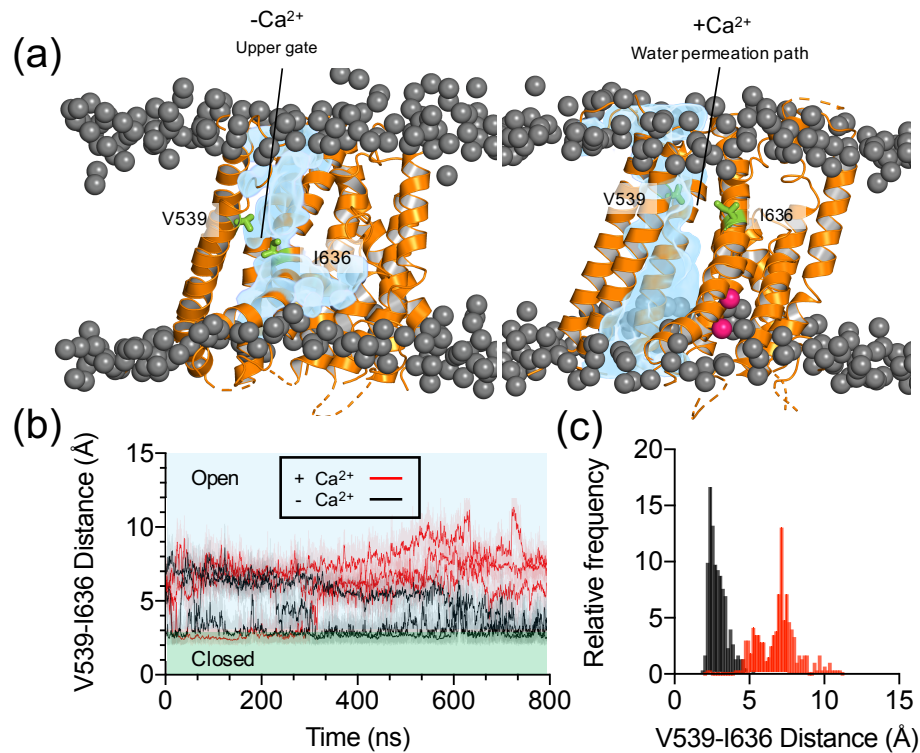 (a)
-Ca²⁺
Upper gate
+Ca²⁺
Water permeation path
V539
I636
V539
I636
(b)
V539-I636 Distance (Å)
15
10
5
0
Open
+ Ca²⁺
- Ca²⁺
Closed
0
200
400
600
800
Time (ns)
(c)
Relative frequency
20
15
10
5
0
0
5
10
15
V539-I636 Distance (Å)